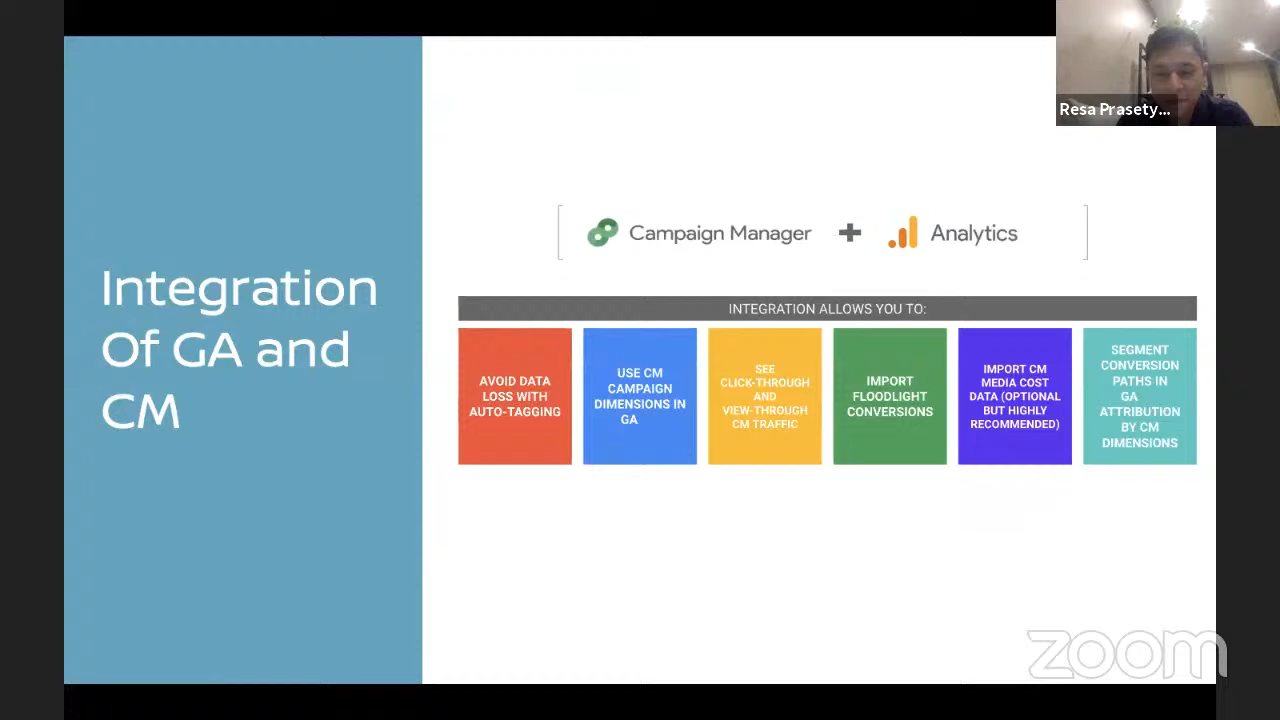 Resa Prasety...
Integration
Of GA and
CM
Campaign Manager + Analytics
INTEGRATION ALLOWS YOU TO:
AVOID DATA
LOSS WITH
AUTO-TAGGING
USE CM
CAMPAIGN
DIMENSIONS IN
GA
SEE
CLICK-THROUGH
AND
VIEW-THROUGH
CM TRAFFIC
IMPORT
FLOODLIGHT
CONVERSIONS
IMPORT CM
MEDIA COST
DATA (OPTIONAL
BUT HIGHLY
RECOMMENDED)
SEGMENT
CONVERSION
PATHS IN
GA
ATTRIBUTION
BY CM
DIMENSIONS
zoom